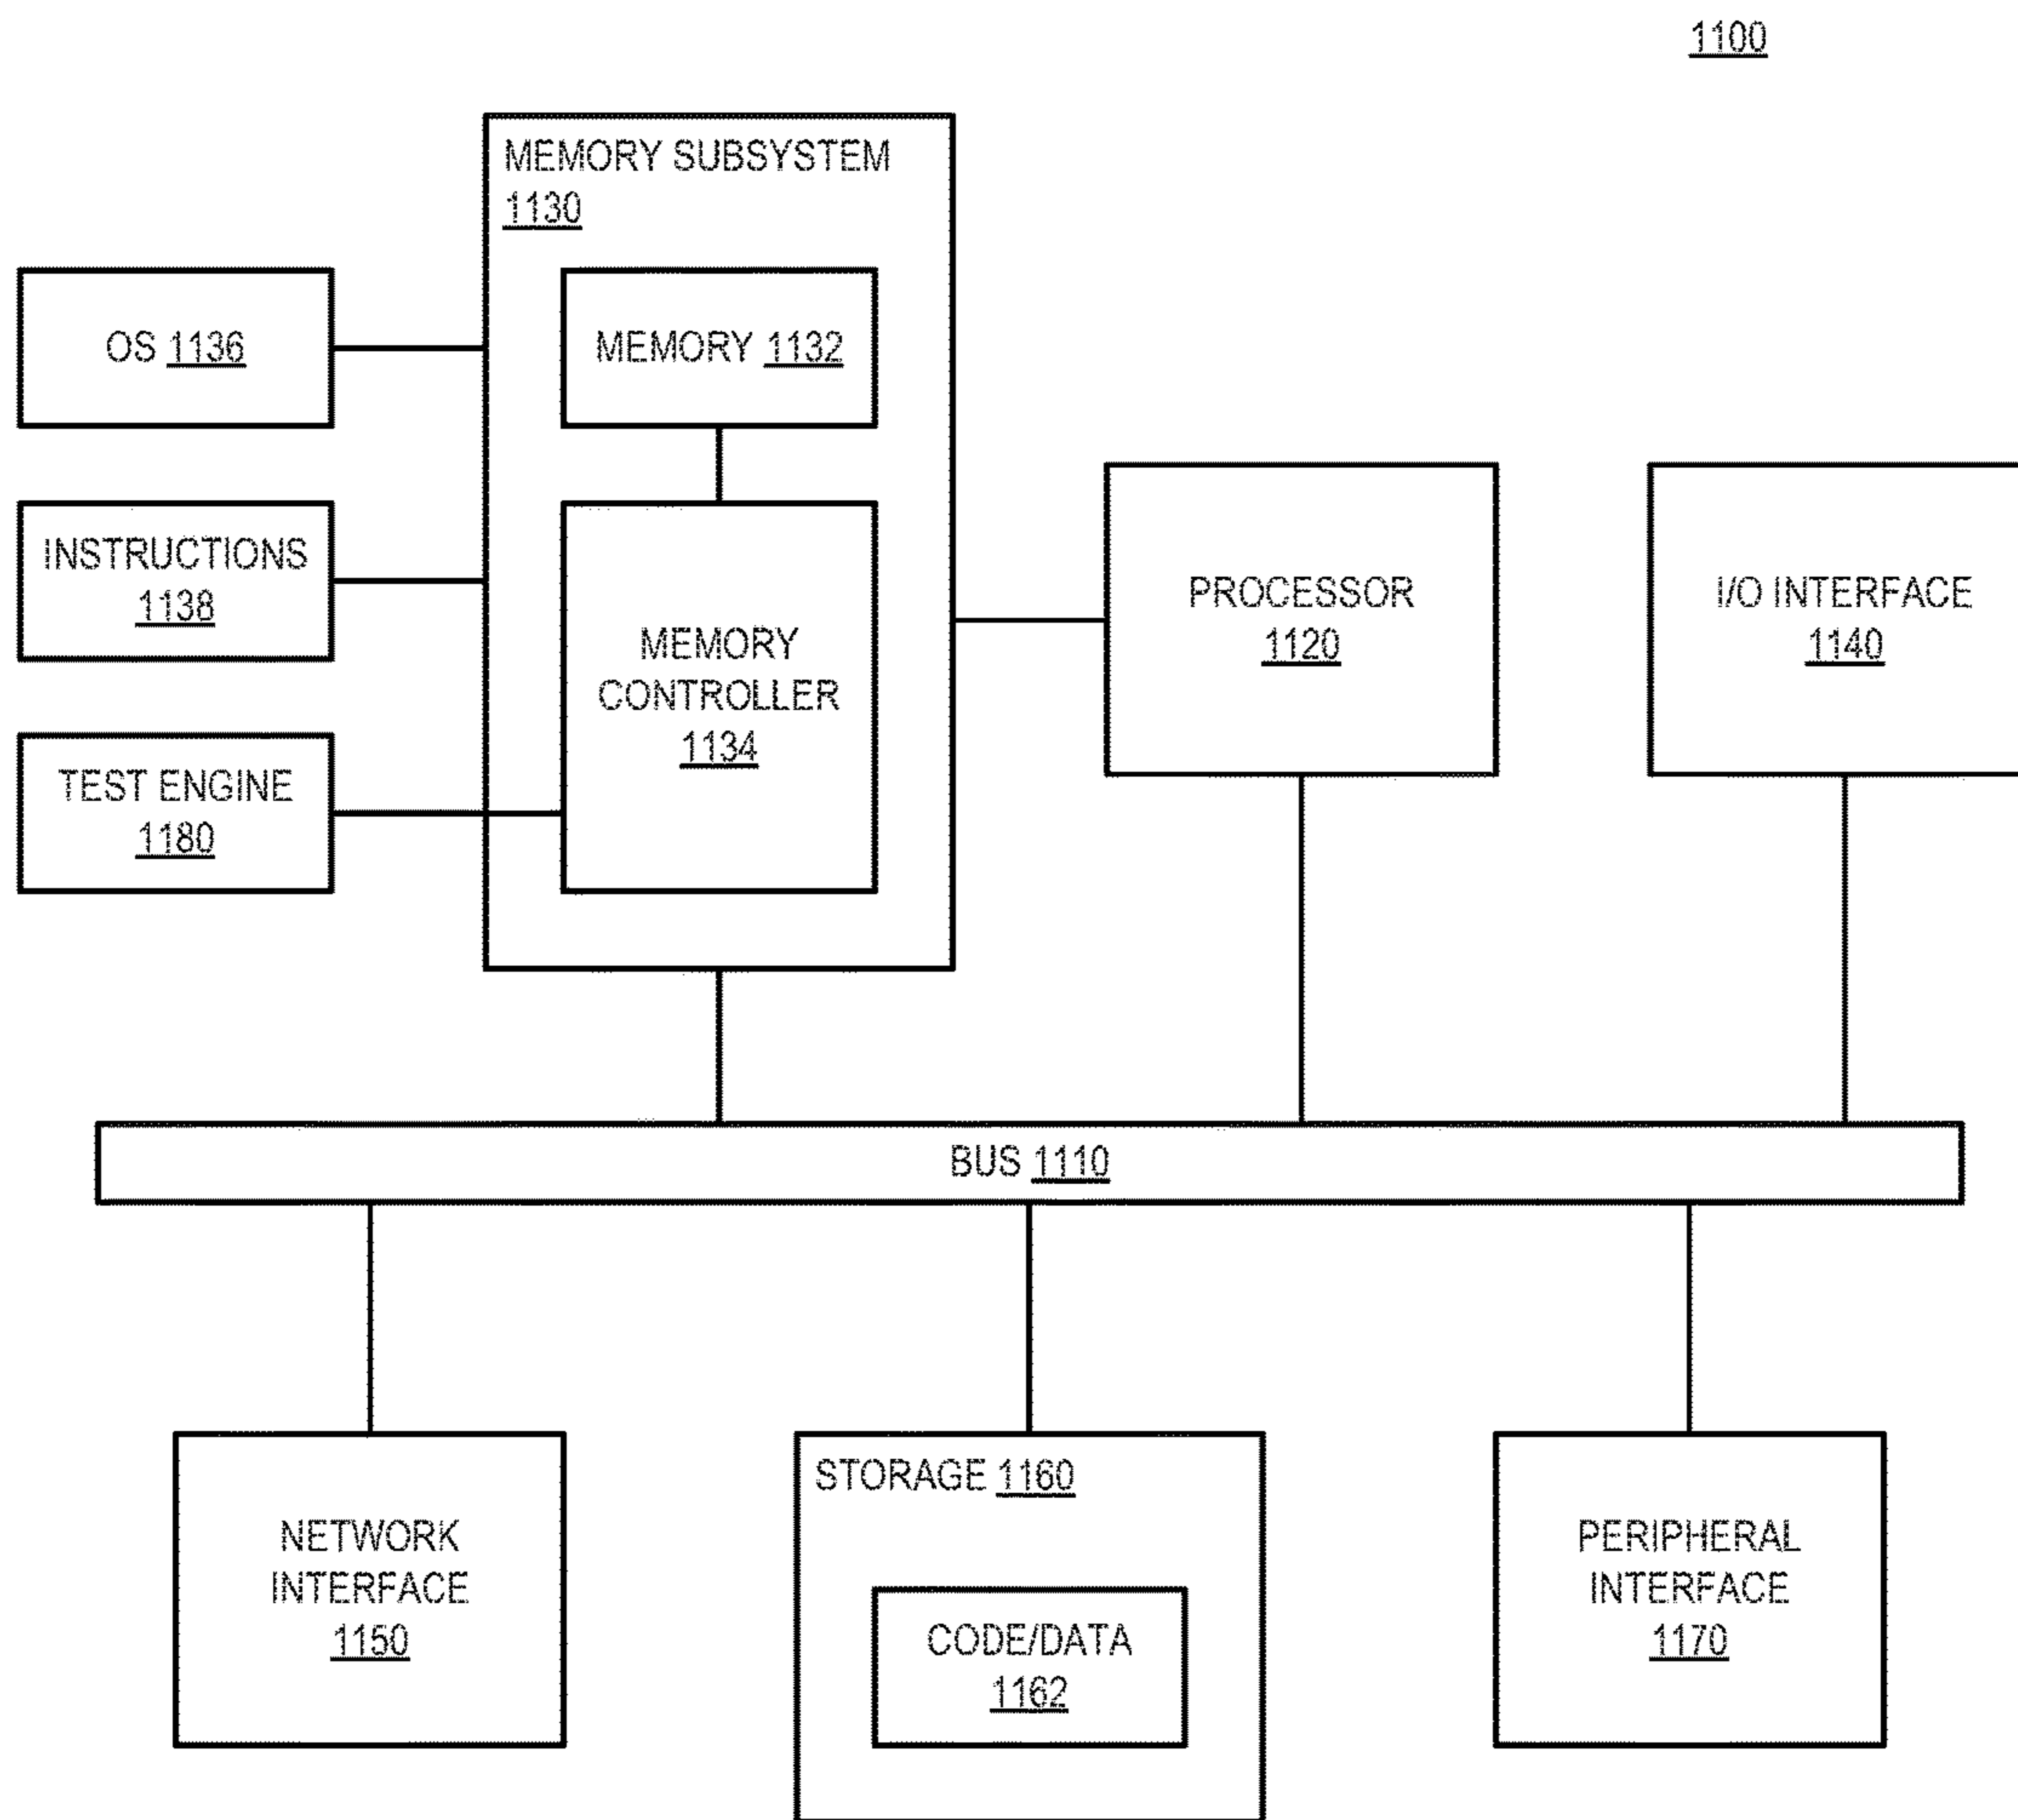 1100
MEMORY SUBSYSTEM
1130
OS 1136
MEMORY 1132
INSTRUCTIONS
1138
MEMORY
CONTROLLER
1134
TEST ENGINE
1180
PROCESSOR
1120
I/O INTERFACE
1140
BUS 1110
NETWORK
INTERFACE
1150
STORAGE 1160
CODE/DATA
1162
PERIPHERAL
INTERFACE
1170